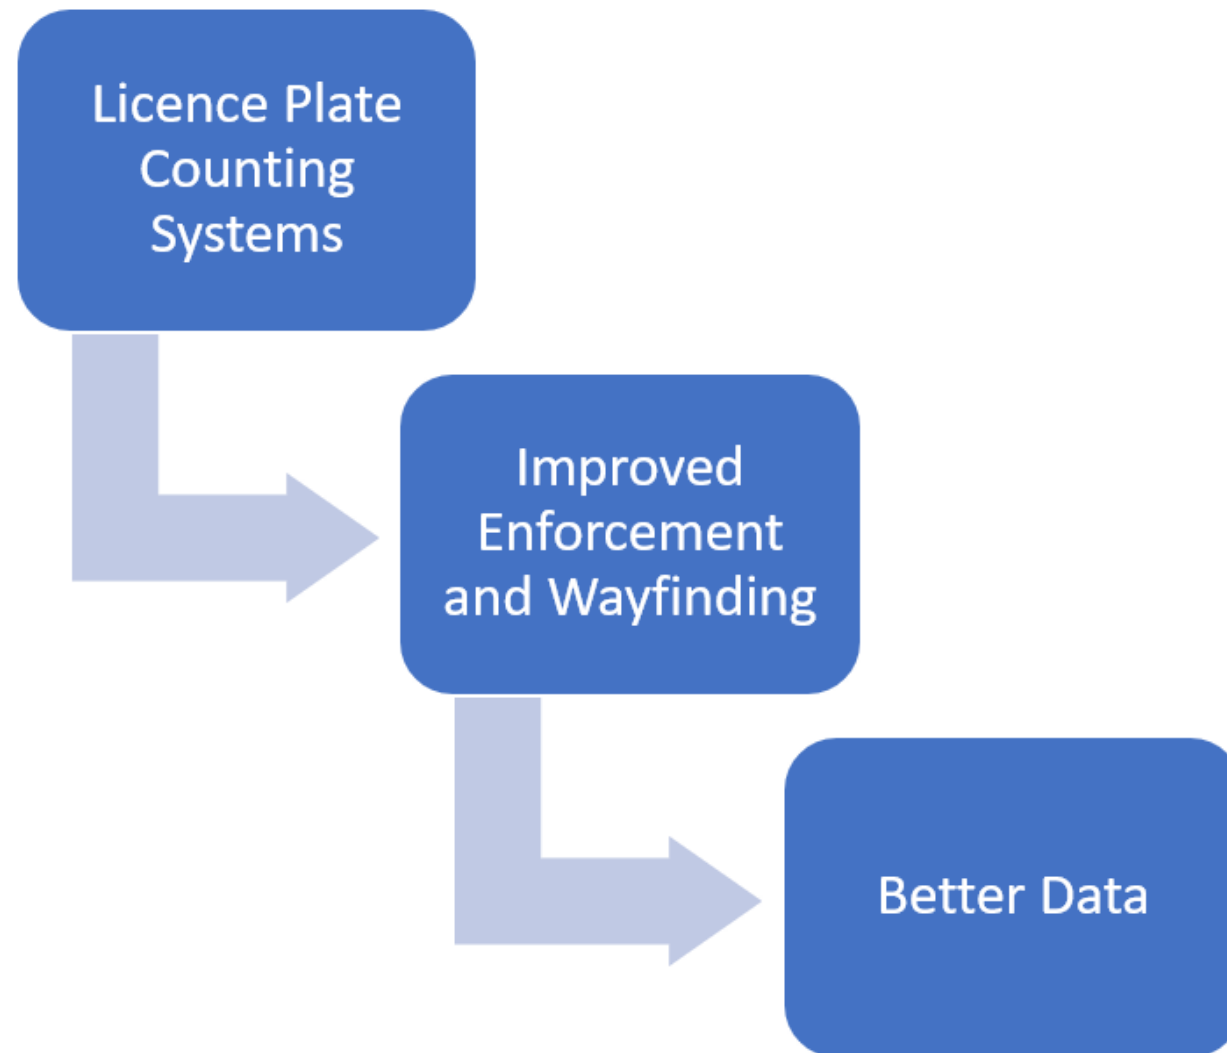 Licence Plate
Counting
Systems
Improved
Enforcement
and Wayfinding
Better Data